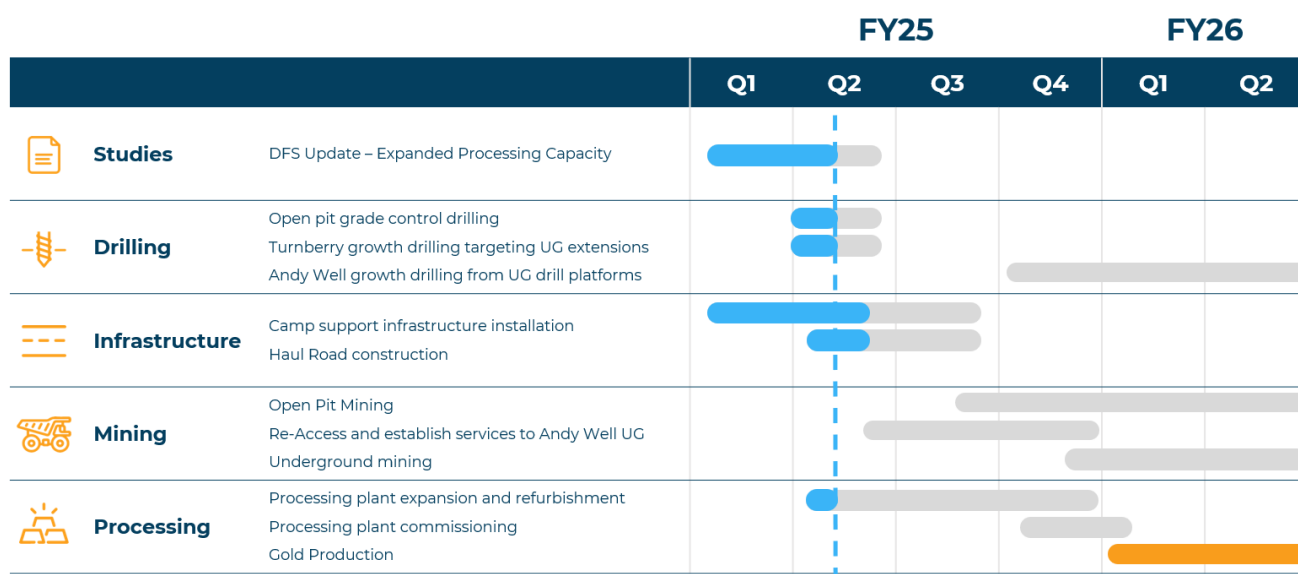 FY25 FY26
Q1 Q2 Q3 Q4 Q1 Q2
Studies
DFS Update – Expanded Processing Capacity
Drilling
Open pit grade control drilling
Turnberry growth drilling targeting UG extensions
Andy Well growth drilling from UG drill platforms
Infrastructure
Camp support infrastructure installation
Haul Road construction
Mining
Open Pit Mining
Re-Access and establish services to Andy Well UG
Underground mining
Processing
Processing plant expansion and refurbishment
Processing plant commissioning
Gold Production